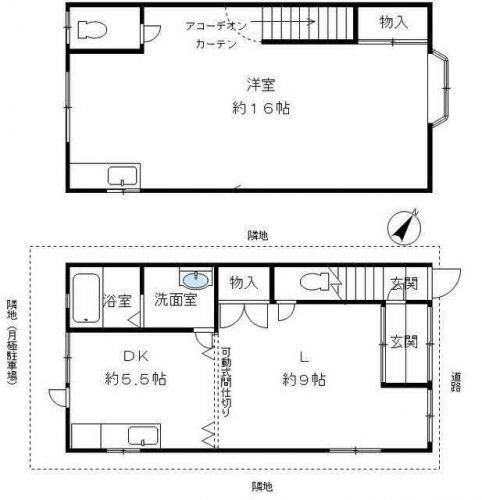 アコーデオン
カーテン
物入
洋室
約16帖
N
隣地
隣地(月極駐車場)
浴室
洗面室
物入
玄関
玄関
DK
約5.5帖
可動式間仕切り
L
約9帖
道路
隣地